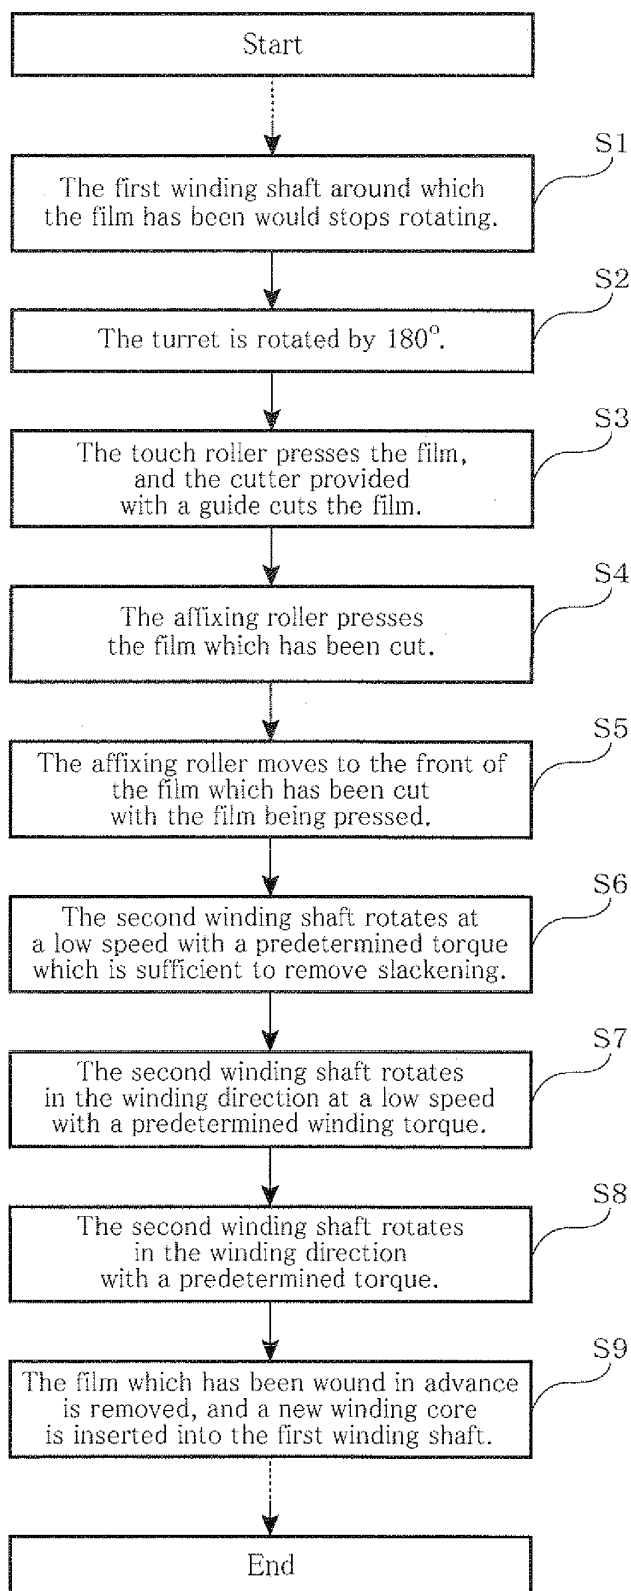 Start
S1
The first winding shaft around which
the film has been would stops rotating.
S2
The turret is rotated by 180°.
S3
The touch roller presses the film,
and the cutter provided
with a guide cuts the film.
S4
The affixing roller presses
the film which has been cut.
S5
The affixing roller moves to the front of
the film which has been cut
with the film being pressed.
S6
The second winding shaft rotates at
a low speed with a predetermined torque
which is sufficient to remove slackening.
S7
The second winding shaft rotates
in the winding direction at a low speed
with a predetermined winding torque.
S8
The second winding shaft rotates
in the winding direction
with a predetermined torque.
S9
The film which has been wound in advance
is removed, and a new winding core
is inserted into the first winding shaft.
End